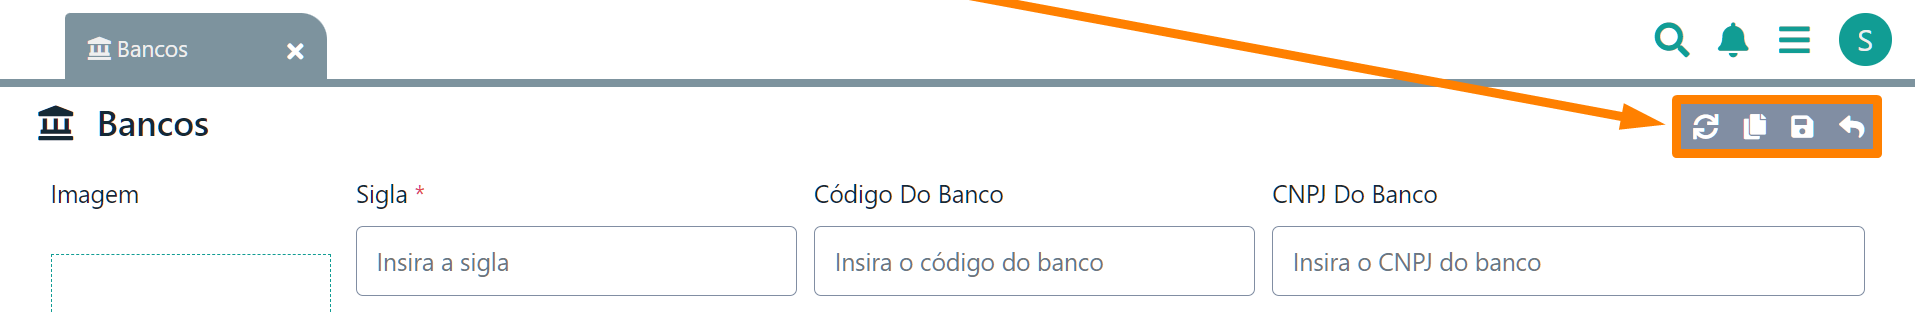 Bancos
S
Bancos
Imagem
Sigla *
Código Do Banco
CNPJ Do Banco
Insira a sigla
Insira o código do banco
Insira o CNPJ do banco